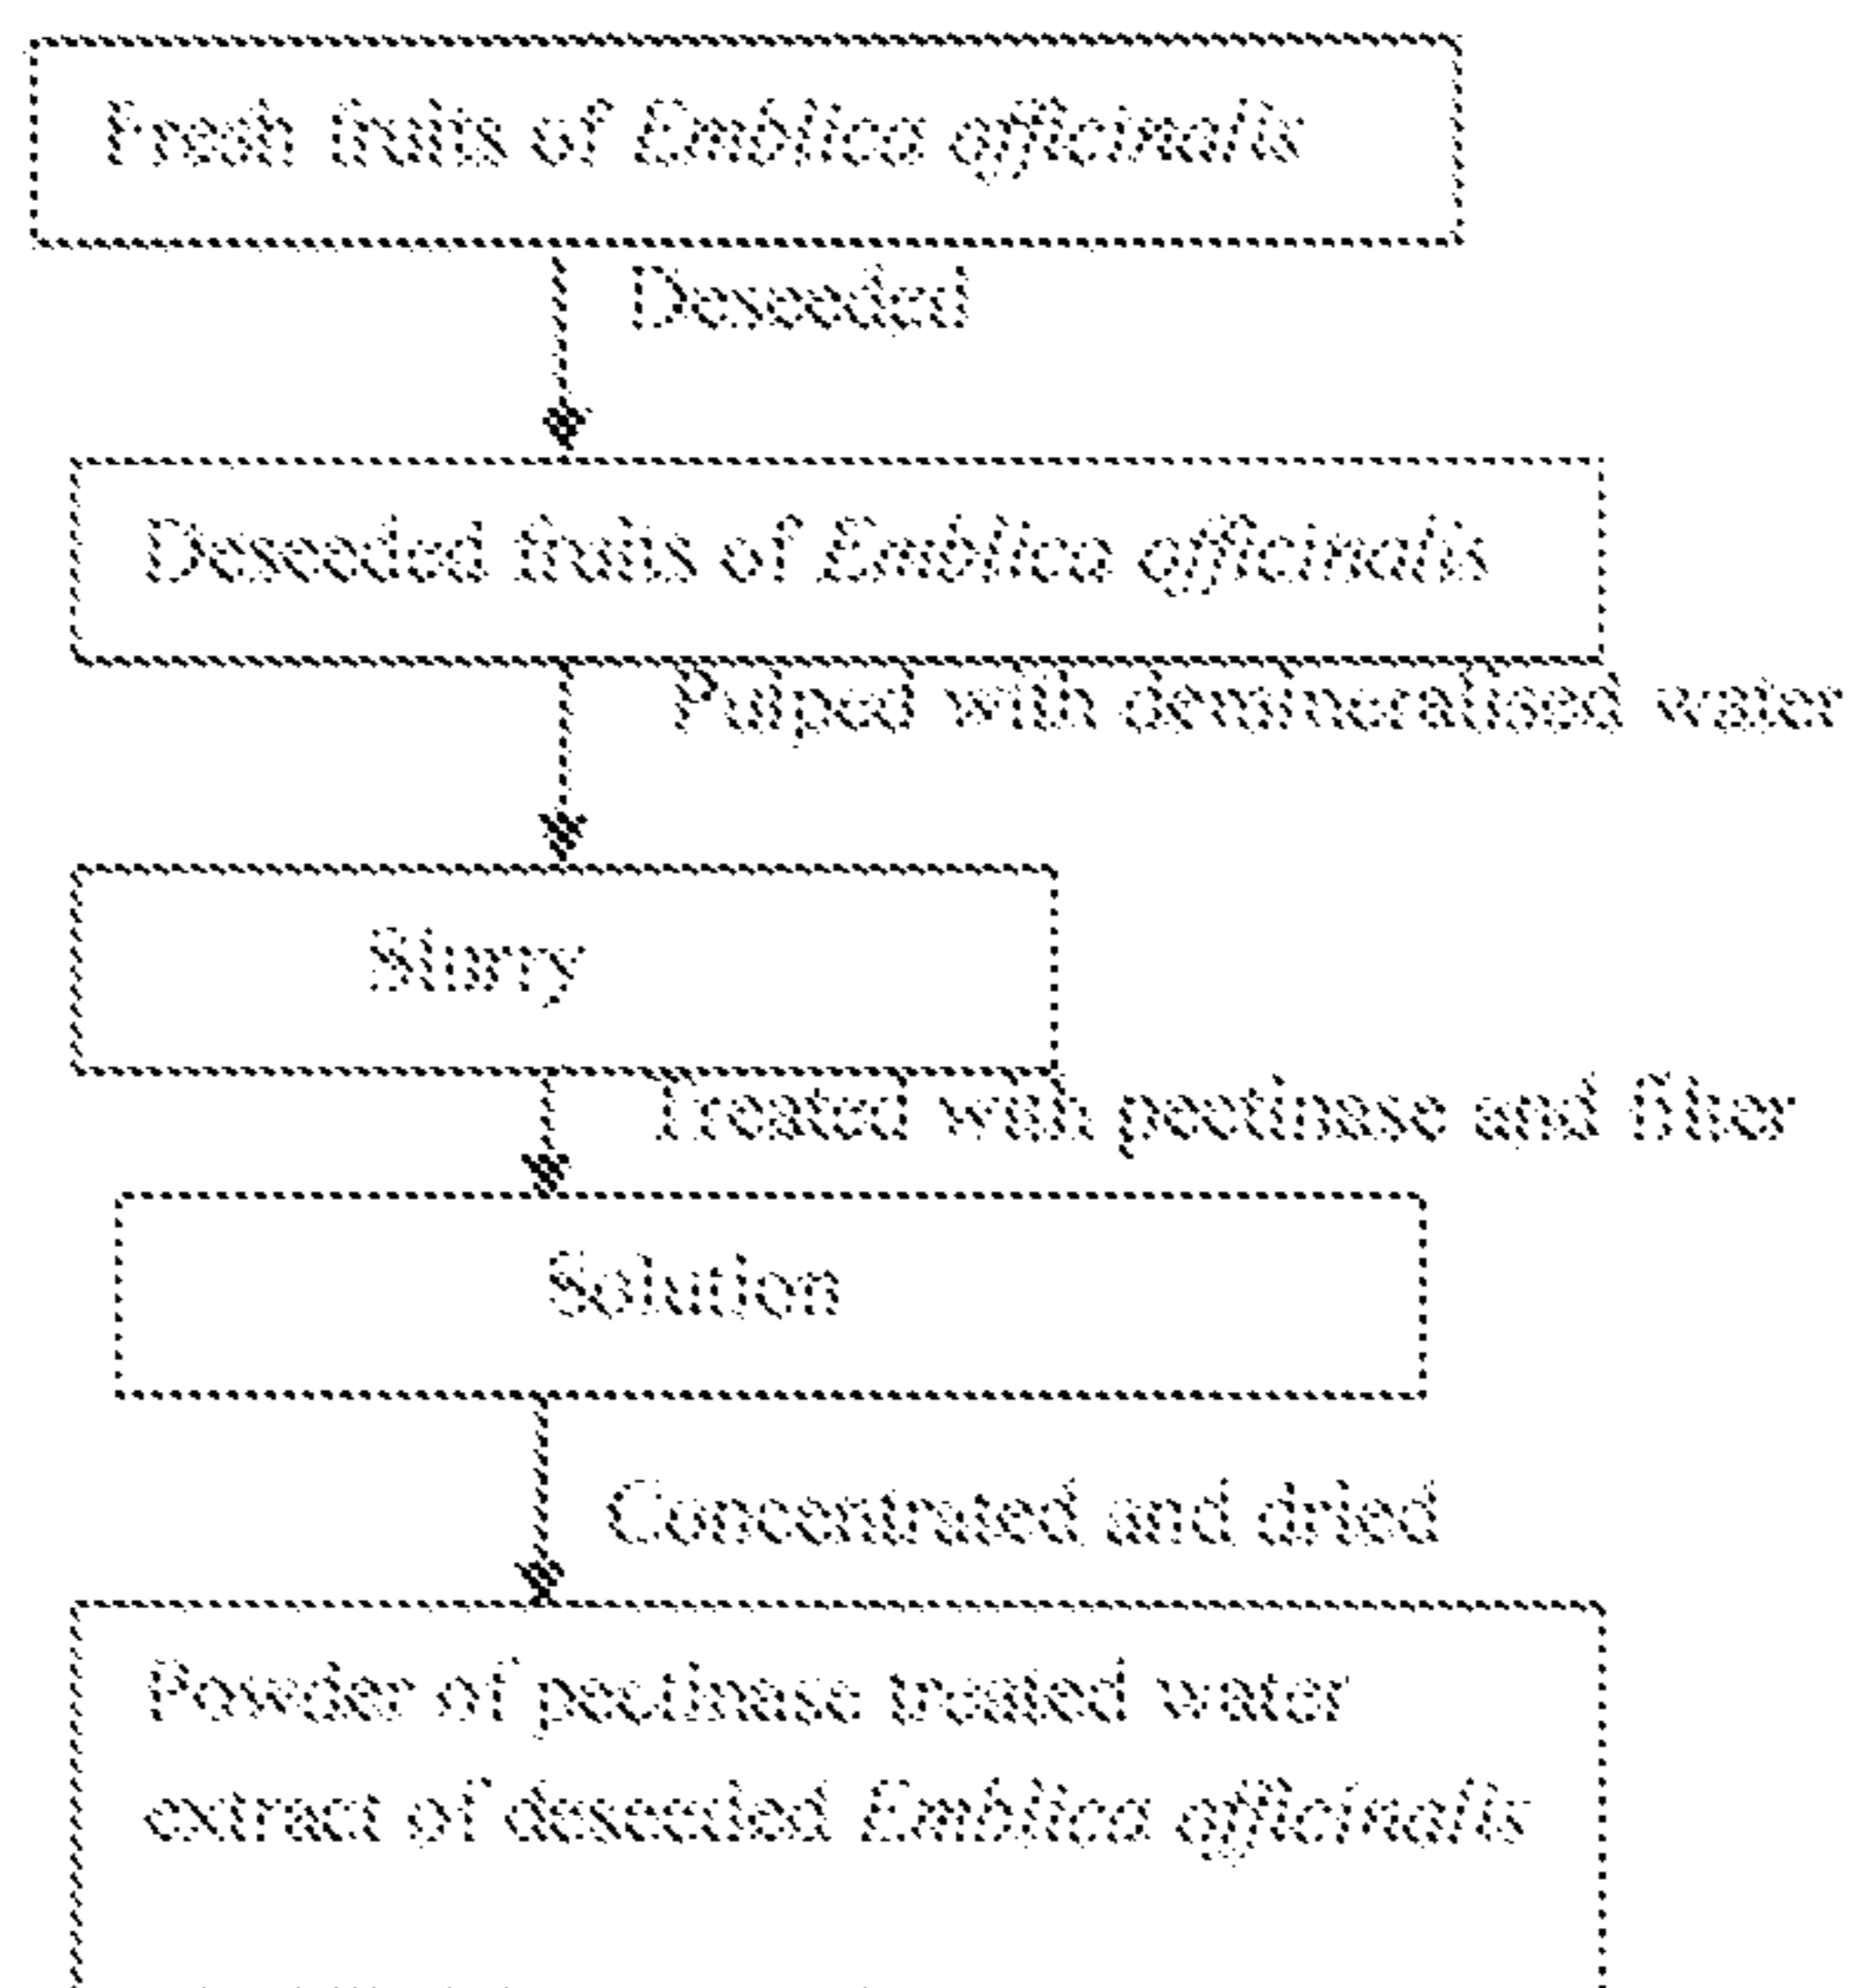 Fresh fruits of Emblica officinalis
Deseeded
Deseeded fruits of Emblica officinalis
Pulped with demineralised water
Slurry
Treated with pectinase and filter
Solution
Concentrated and dried
Powder of pectinase treated water
extract of deseeded Emblica officinalis